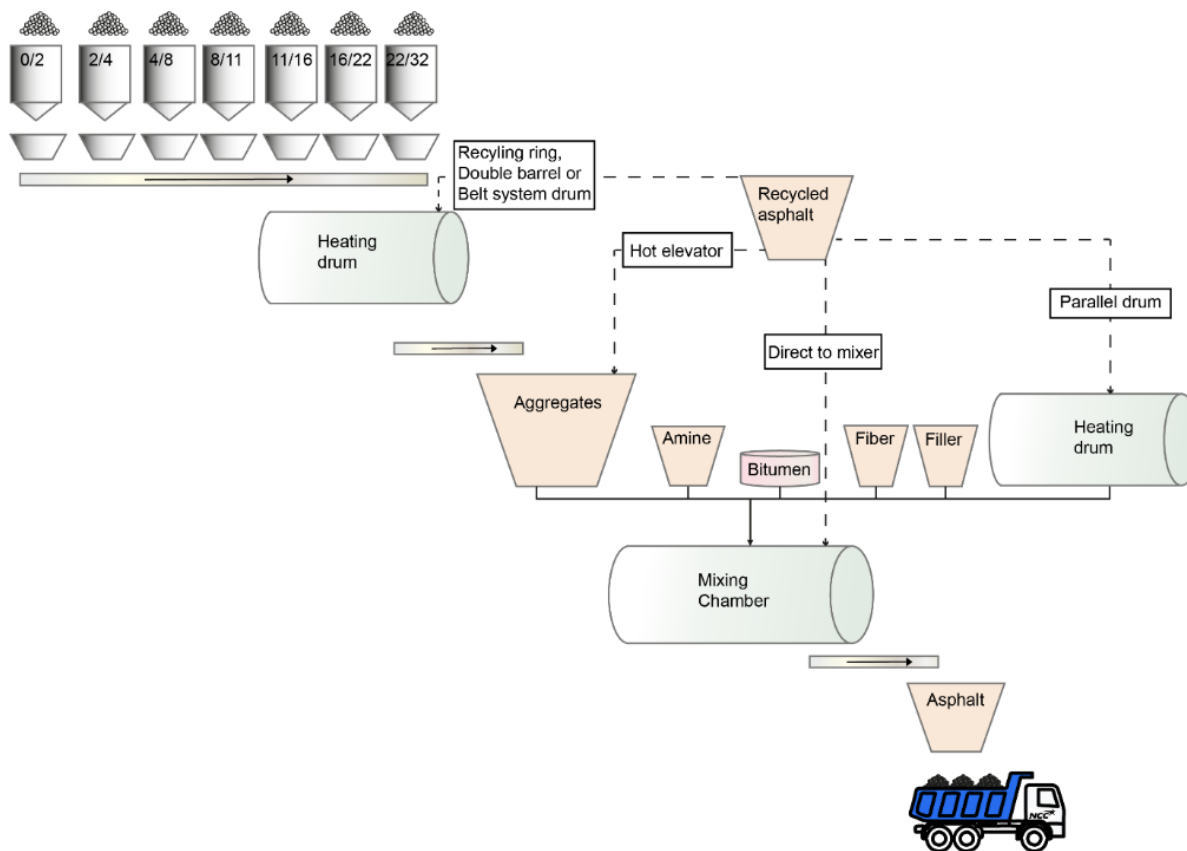 0/2
2/4
4/8
8/11
11/16
16/22
22/32
Recyling ring,
Double barrel or
Belt system drum
Recycled
asphalt
Heating
drum
Hot elevator
Parallel drum
Direct to mixer
Aggregates
Amine
Bitumen
Fiber
Filler
Heating
drum
Mixing
Chamber
Asphalt
NCC